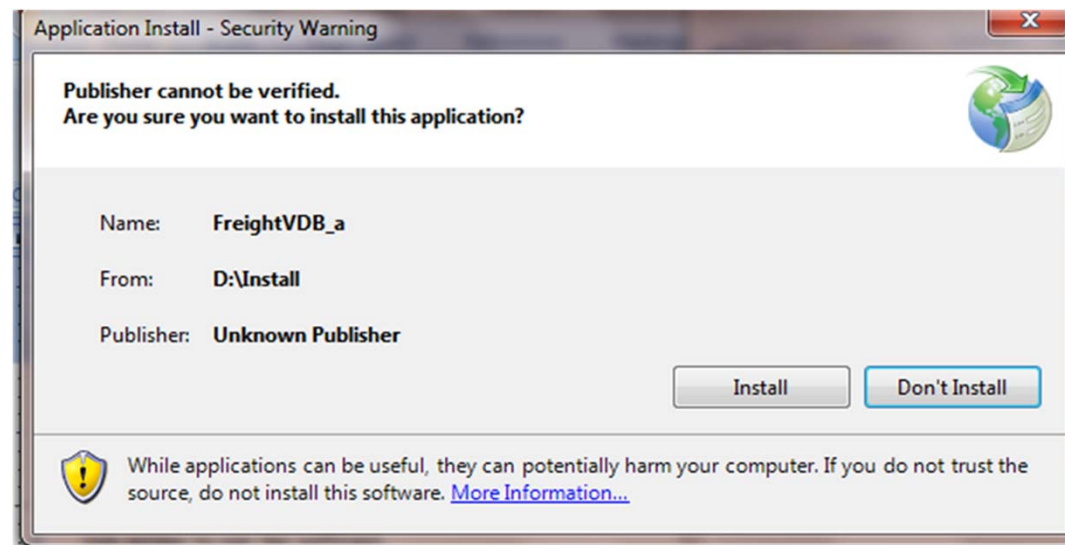 Application Install - Security Warning
Publisher cannot be verified.
Are you sure you want to install this application?
Name: FreightVDB_a
From: D:\Install
Publisher: Unknown Publisher
Install Don't Install
While applications can be useful, they can potentially harm your computer. If you do not trust the
source, do not install this software. More Information...